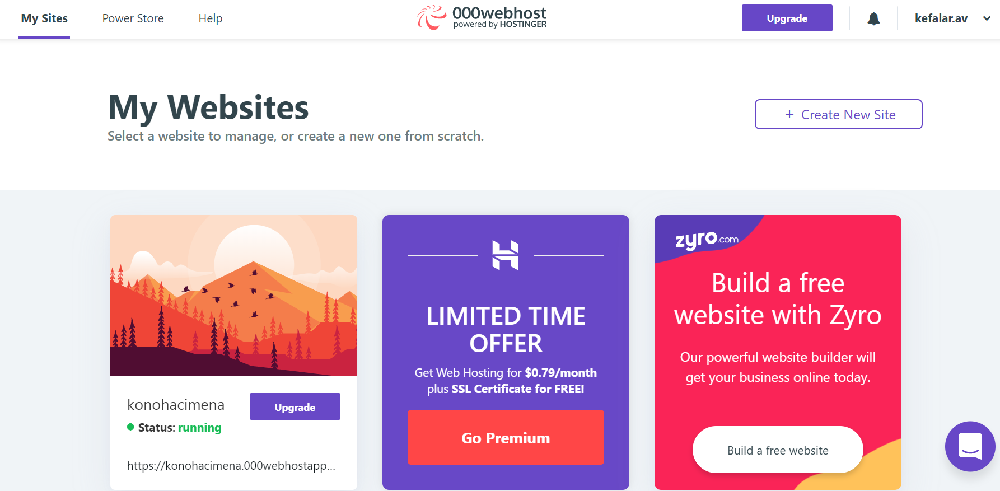 My Sites
Power Store
Help
000webhost
powered by HOSTINGER
Upgrade
kefalar.av
My Websites
Select a website to manage, or create a new one from scratch.
+ Create New Site
konohacimena
Upgrade
Status: running
https://konohacimena.000webhostapp...
LIMITED TIME
OFFER
Get Web Hosting for $0.79/month
plus SSL Certificate for FREE!
Go Premium
zyro.com
Build a free
website with Zyro
Our powerful website builder will
get your business online today.
Build a free website